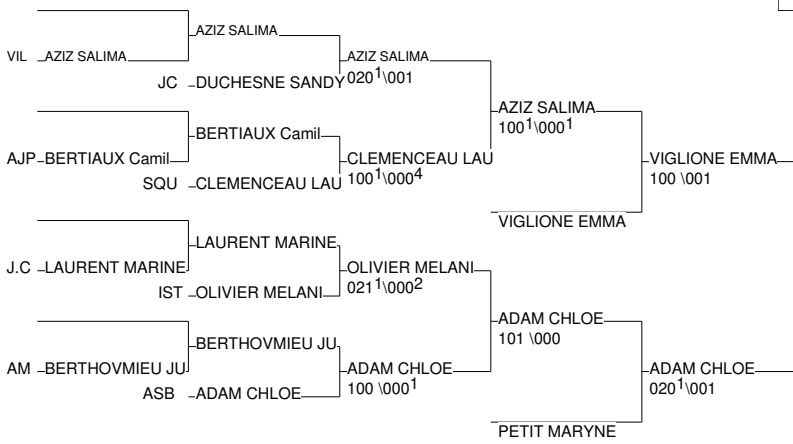 AZIZ SALIMA
VIL AZIZ SALIMA
AZIZ SALIMA
JC DUCHESNE SANDY
020¹\001
AZIZ SALIMA
100¹\000¹
BERTIAUX Camil
AJP BERTIAUX Camil
CLEMENCEAU LAU
SQU CLEMENCEAU LAU
100¹\000⁴
VIGLIONE EMMA
100 \001
VIGLIONE EMMA
LAURENT MARINE
J.C LAURENT MARINE
OLIVIER MELANI
IST OLIVIER MELANI
021¹\000²
ADAM CHLOE
101 \000
BERTHOVMIEU JU
AM BERTHOVMIEU JU
ADAM CHLOE
ASB ADAM CHLOE
100 \000¹
ADAM CHLOE
020¹\001
PETIT MARYNE